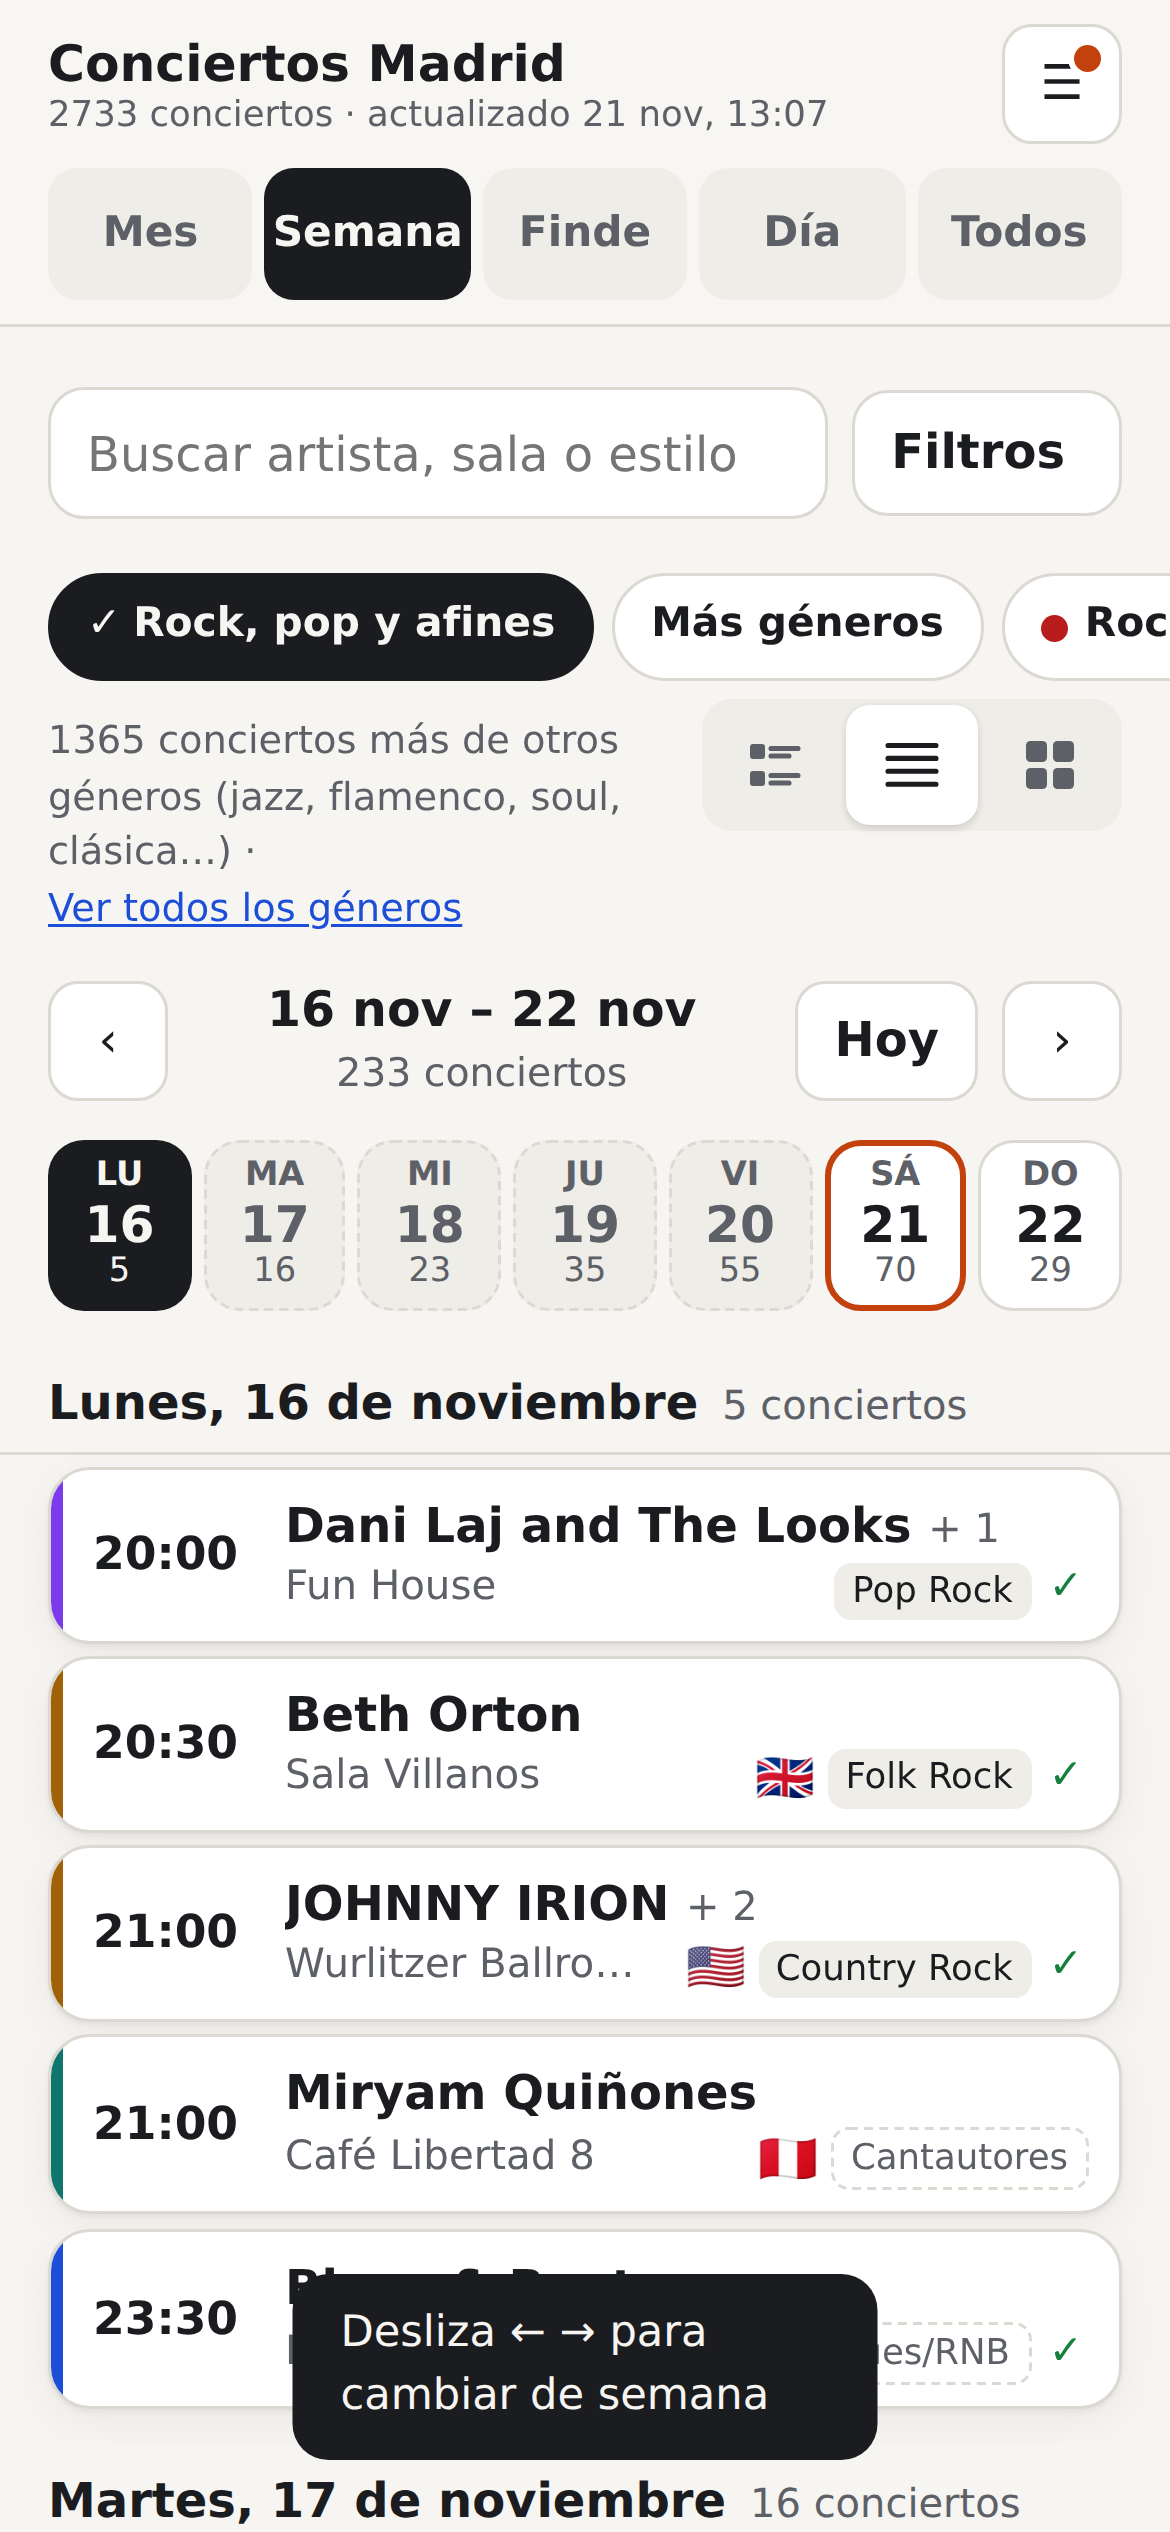 Conciertos Madrid
2733 conciertos · actualizado 21 nov, 13:07
Mes
Semana
Finde
Día
Todos
Buscar artista, sala o estilo
Filtros
✓ Rock, pop y afines
Más géneros
Roc
1365 conciertos más de otros
géneros (jazz, flamenco, soul,
clásica…) ·
Ver todos los géneros
‹
16 nov – 22 nov
233 conciertos
Hoy
›
LU
16
5
MA
17
16
MI
18
23
JU
19
35
VI
20
55
SÁ
21
70
DO
22
29
Lunes, 16 de noviembre 5 conciertos
20:00
Dani Laj and The Looks + 1
Fun House
Pop Rock ✓
20:30
Beth Orton
Sala Villanos
Folk Rock ✓
21:00
JOHNNY IRION + 2
Wurlitzer Ballro…
Country Rock ✓
21:00
Miryam Quiñones
Café Libertad 8
Cantautores
23:30
es/RNB ✓
Desliza ← → para
cambiar de semana
Martes, 17 de noviembre 16 conciertos